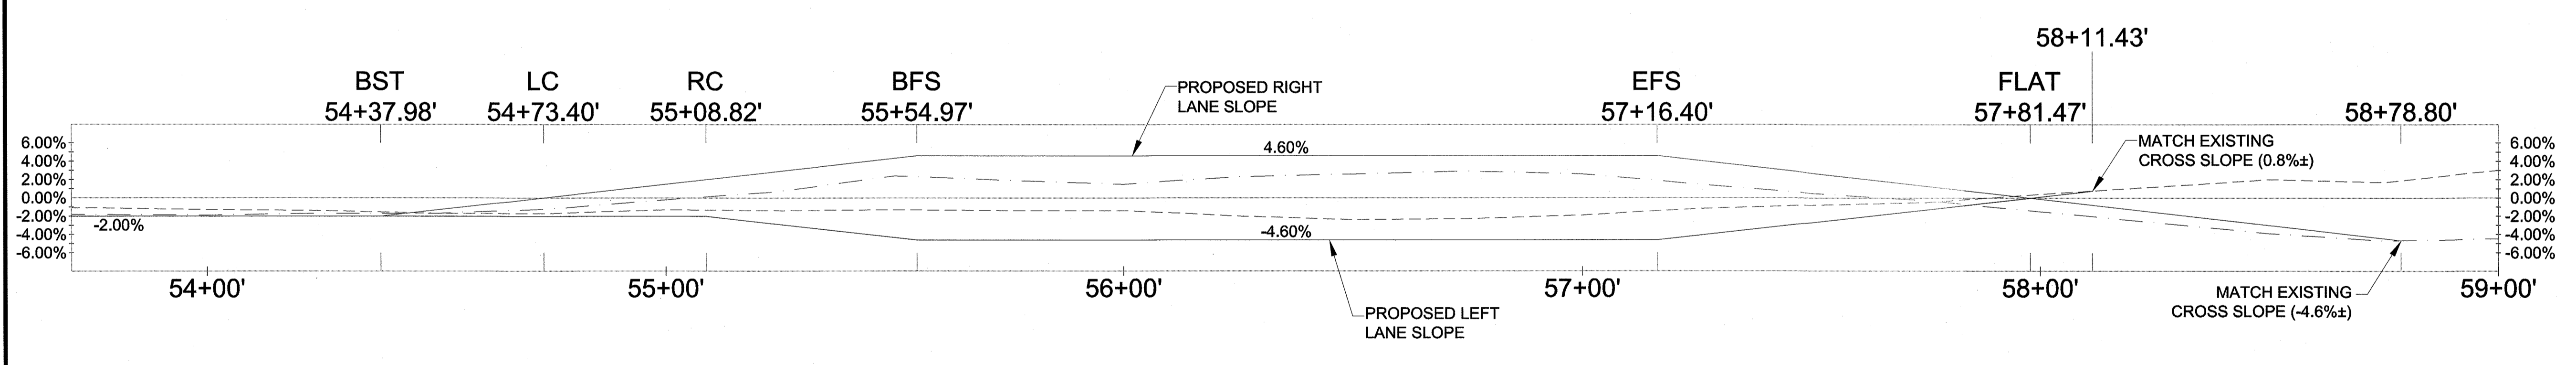 58+11.43'
BST
54+37.98'
LC
54+73.40'
RC
55+08.82'
BFS
55+54.97'
PROPOSED RIGHT
LANE SLOPE
EFS
57+16.40'
FLAT
57+81.47'
58+78.80'
6.00%
4.00%
2.00%
0.00%
-2.00%
-4.00%
-6.00%
-2.00%
4.60%
-4.60%
MATCH EXISTING
CROSS SLOPE (0.8%±)
6.00%
4.00%
2.00%
0.00%
-2.00%
-4.00%
-6.00%
54+00'
55+00'
56+00'
57+00'
58+00'
59+00'
PROPOSED LEFT
LANE SLOPE
MATCH EXISTING
CROSS SLOPE (-4.6%±)